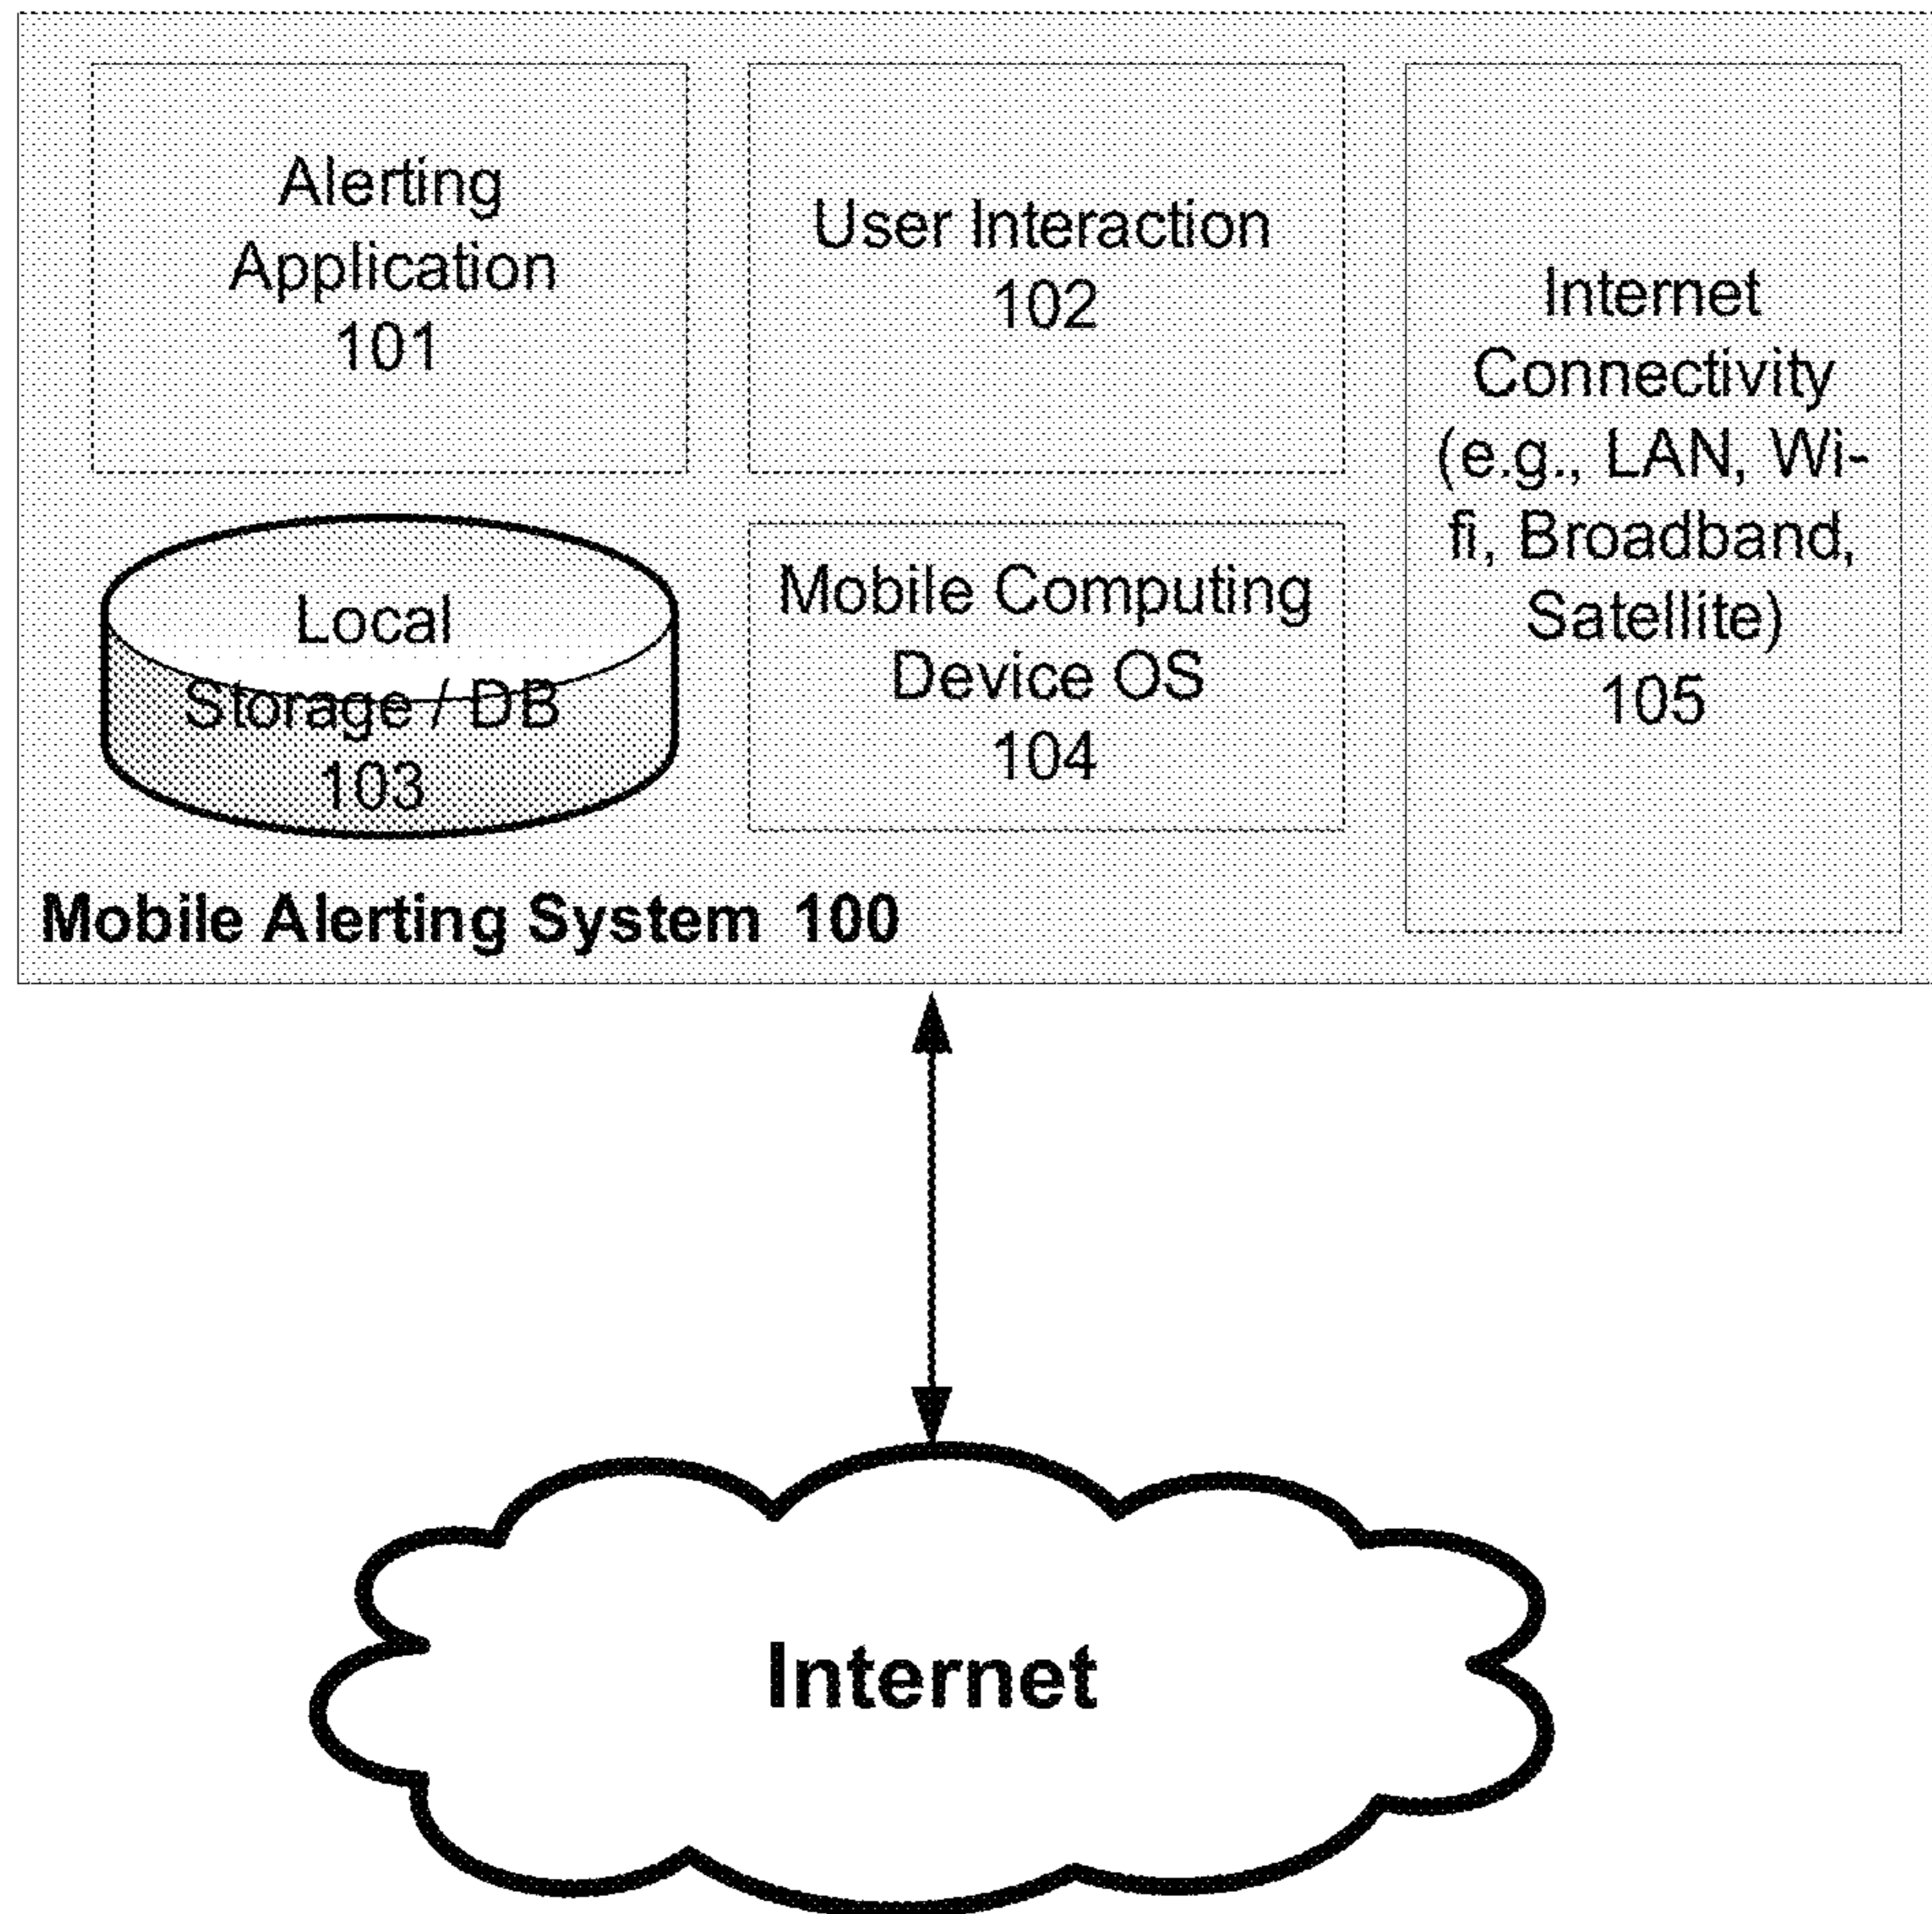 Alerting
Application
101
User Interaction
102
Internet
Connectivity
(e.g., LAN, Wi-
fi, Broadband,
Satellite)
105
Local
Storage / DB
103
Mobile Computing
Device OS
104
Mobile Alerting System 100
Internet